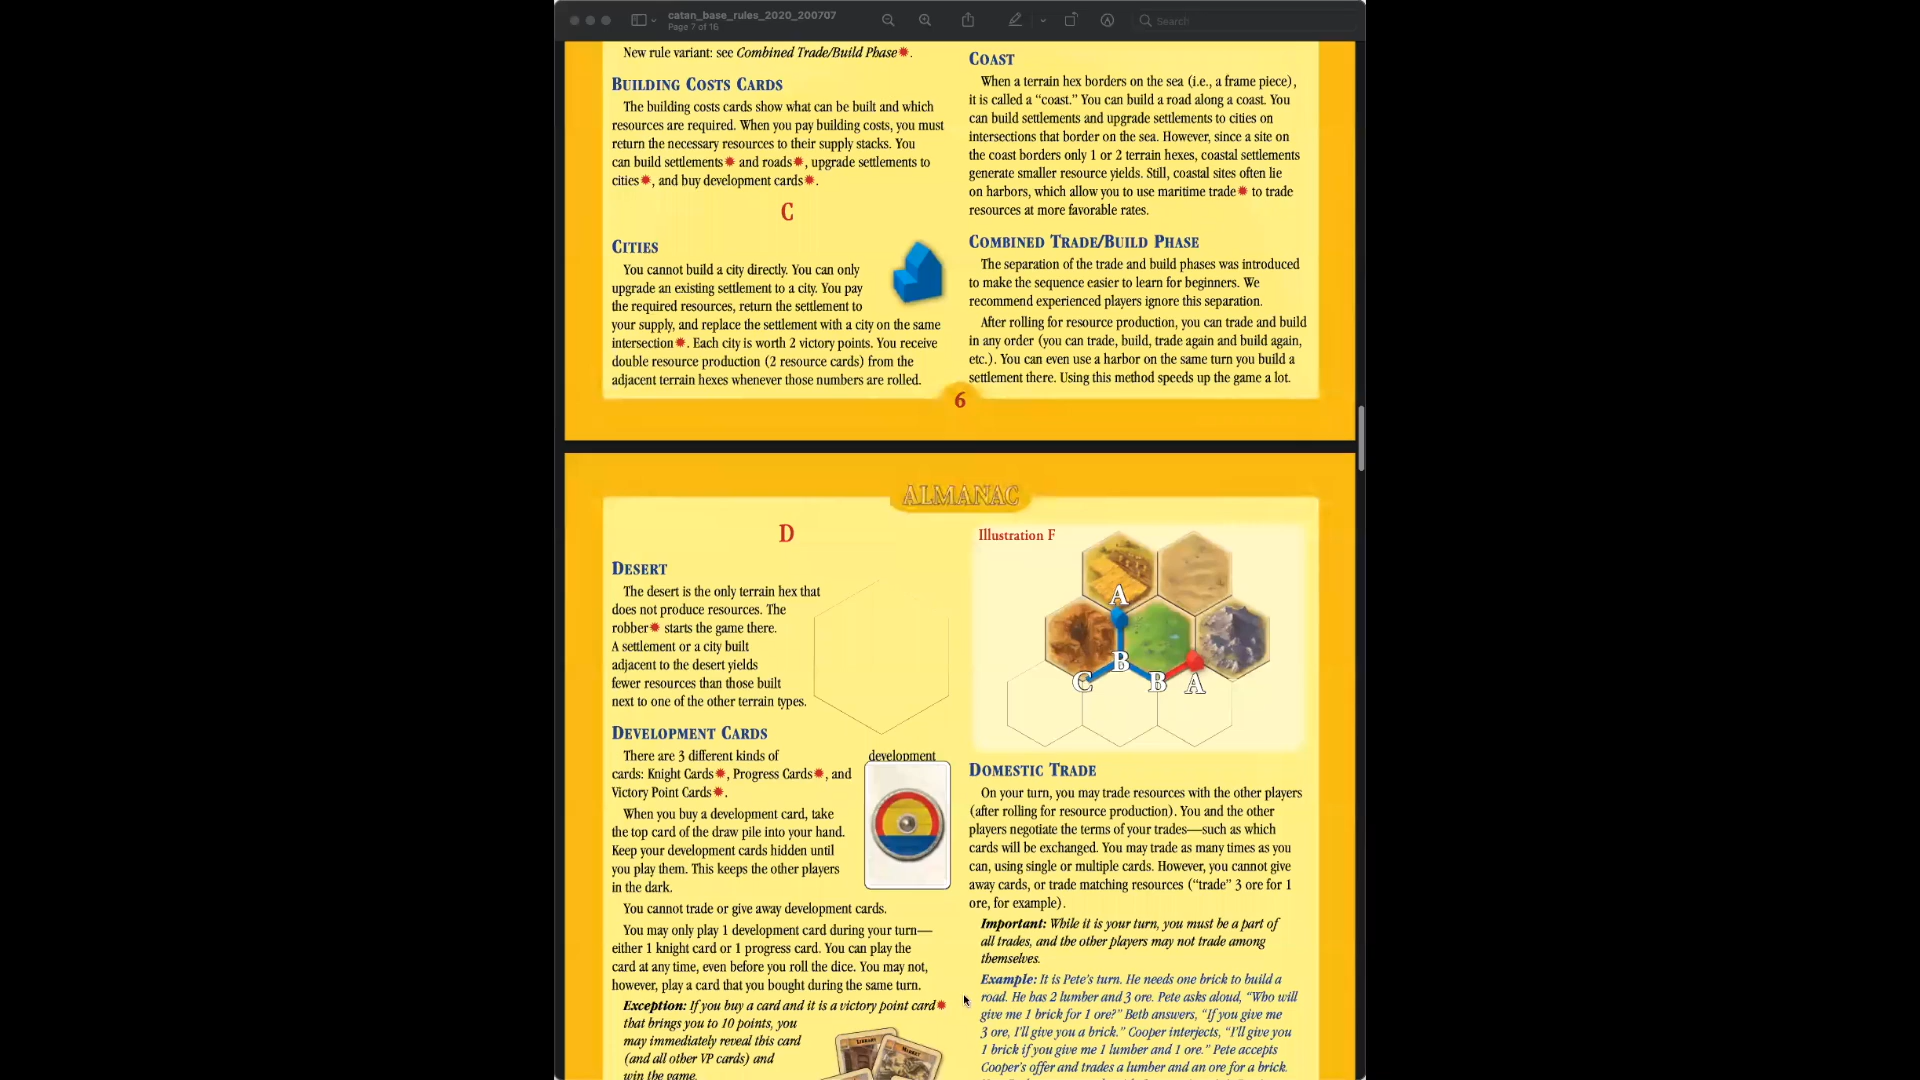 catan_base_rules_2020_200707
Page 7 of 16
Search
New rule variant: see Combined Trade/Build Phase✹.
BUILDING COSTS CARDS
The building costs cards show what can be built and which
resources are required. When you pay building costs, you must
return the necessary resources to their supply stacks. You
can build settlements✹ and roads✹, upgrade settlements to
cities✹, and buy development cards✹.
C
CITIES
You cannot build a city directly. You can only
upgrade an existing settlement to a city. You pay
the required resources, return the settlement to
your supply, and replace the settlement with a city on the same
intersection✹. Each city is worth 2 victory points. You receive
double resource production (2 resource cards) from the
adjacent terrain hexes whenever those numbers are rolled.
COAST
When a terrain hex borders on the sea (i.e., a frame piece),
it is called a “coast.” You can build a road along a coast. You
can build settlements and upgrade settlements to cities on
intersections that border on the sea. However, since a site on
the coast borders only 1 or 2 terrain hexes, coastal settlements
generate smaller resource yields. Still, coastal sites often lie
on harbors, which allow you to use maritime trade✹ to trade
resources at more favorable rates.
COMBINED TRADE/BUILD PHASE
The separation of the trade and build phases was introduced
to make the sequence easier to learn for beginners. We
recommend experienced players ignore this separation.
After rolling for resource production, you can trade and build
in any order (you can trade, build, trade again and build again,
etc.). You can even use a harbor on the same turn you build a
settlement there. Using this method speeds up the game a lot.
6
ALMANAC
D
DESERT
The desert is the only terrain hex that
does not produce resources. The
robber✹ starts the game there.
A settlement or a city built
adjacent to the desert yields
fewer resources than those built
next to one of the other terrain types.
DEVELOPMENT CARDS
There are 3 different kinds of development
cards: Knight Cards✹, Progress Cards✹, and
Victory Point Cards✹.
When you buy a development card, take
the top card of the draw pile into your hand.
Keep your development cards hidden until
you play them. This keeps the other players
in the dark.
You cannot trade or give away development cards.
You may only play 1 development card during your turn—
either 1 knight card or 1 progress card. You can play the
card at any time, even before you roll the dice. You may not,
however, play a card that you bought during the same turn.
Exception: If you buy a card and it is a victory point card✹
that brings you to 10 points, you
may immediately reveal this card
(and all other VP cards) and
win the game.
LIBRARY
MARKET
Illustration F
A
B
C
B
A
DOMESTIC TRADE
On your turn, you may trade resources with the other players
(after rolling for resource production). You and the other
players negotiate the terms of your trades—such as which
cards will be exchanged. You may trade as many times as you
can, using single or multiple cards. However, you cannot give
away cards, or trade matching resources (“trade” 3 ore for 1
ore, for example).
Important: While it is your turn, you must be a part of
all trades, and the other players may not trade among
themselves.
Example: It is Pete’s turn. He needs one brick to build a
road. He has 2 lumber and 3 ore. Pete asks aloud, “Who will
give me 1 brick for 1 ore?” Beth answers, “If you give me
3 ore, I’ll give you a brick.” Cooper interjects, “I’ll give you
1 brick if you give me 1 lumber and 1 ore.” Pete accepts
Cooper’s offer and trades a lumber and an ore for a brick.